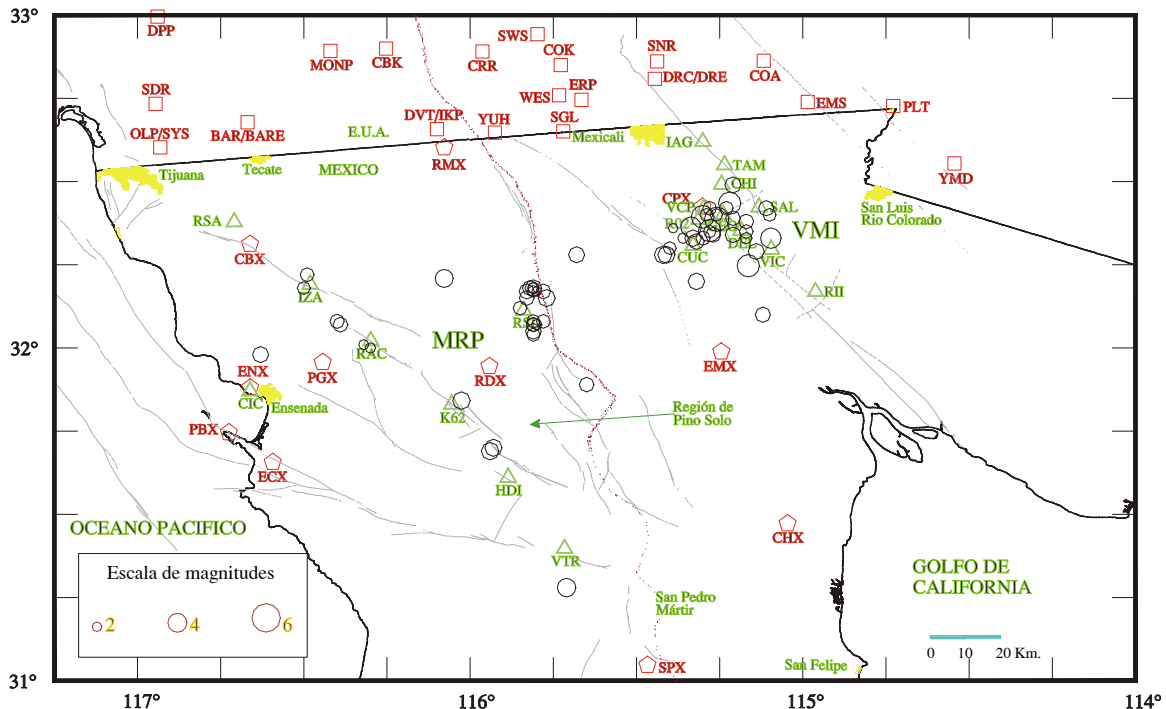 33°
DPP
SWS
COK
SNR
MONP
CBK
CRR
DRC/DRE
COA
SDR
WES
ERP
EMS
PLT
OLP/SYS
BAR/BARE
DVT/IKP
YUH
SGL
E.U.A.
Mexicali
IAG
Tijuana
Tecate
MEXICO
RMX
TAM
CHI
YMD
CPX
VCP
SAL
San Luis
Rio Colorado
RSA
CBX
DEL
VMI
CUC
VIC
IZA
RII
32°
MRP
RAC
ENX
PGX
RDX
EMX
CIC
Ensenada
K62
Región de
Pino Solo
PBX
ECX
HDI
OCEANO PACIFICO
CHX
VTR
Escala de magnitudes
2
4
6
GOLFO DE
CALIFORNIA
San Pedro
Mártir
0 10 20 Km.
San Felipe
SPX
31°
117°
116°
115°
114°